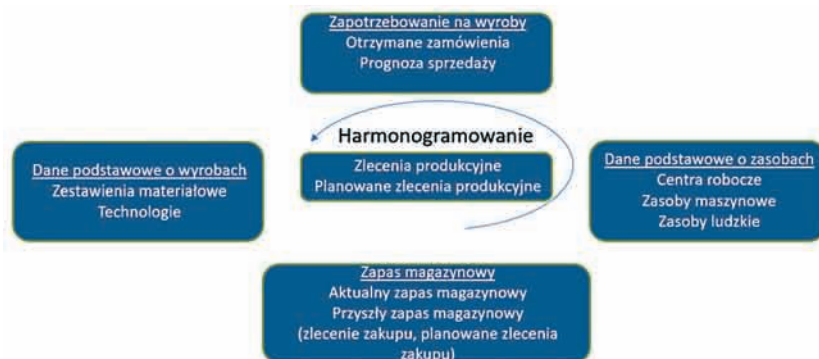 Zapotrzebowanie na wyroby
Otrzymane zamówienia
Prognoza sprzedaży
Harmonogramowanie
Zlecenia produkcyjne
Planowane zlecenia produkcyjne
Dane podstawowe o wyrobach
Zestawienia materiałowe
Technologie
Dane podstawowe o zasobach
Centra robocze
Zasoby maszynowe
Zasoby ludzkie
Zapas magazynowy
Aktualny zapas magazynowy
Przyszły zapas magazynowy
(zlecenie zakupu, planowane zlecenia
zakupu)